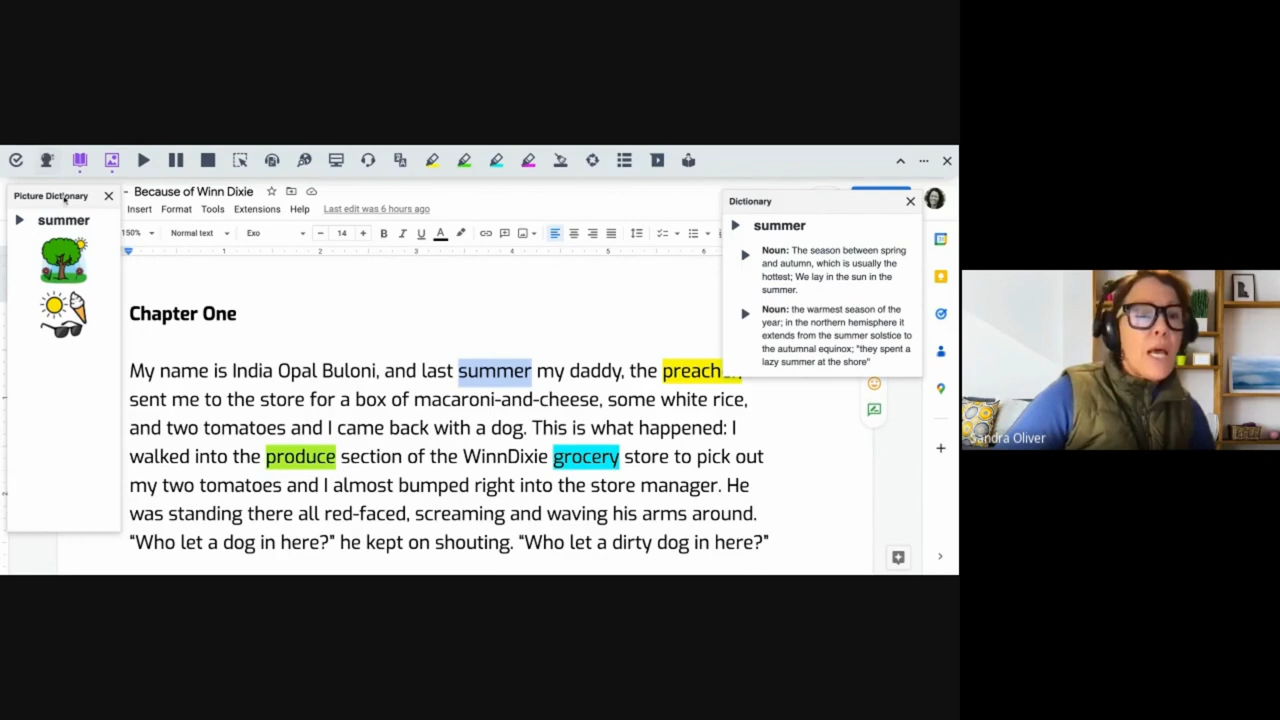 Picture Dictionary
summer
- Because of Winn Dixie
Insert Format Tools Extensions Help Last edit was 6 hours ago
150% Normal text Exo − 14 + B I U A
1 2 3 4 5 6
Dictionary
summer
Noun: The season between spring
and autumn, which is usually the
hottest; We lay in the sun in the
summer.
Noun: the warmest season of the
year; in the northern hemisphere it
extends from the summer solstice to
the autumnal equinox; "they spent a
lazy summer at the shore"
Chapter One
My name is India Opal Buloni, and last summer my daddy, the preacher,
sent me to the store for a box of macaroni-and-cheese, some white rice,
and two tomatoes and I came back with a dog. This is what happened: I
walked into the produce section of the WinnDixie grocery store to pick out
my two tomatoes and I almost bumped right into the store manager. He
was standing there all red-faced, screaming and waving his arms around.
“Who let a dog in here?” he kept on shouting. “Who let a dirty dog in here?”
Sandra Oliver